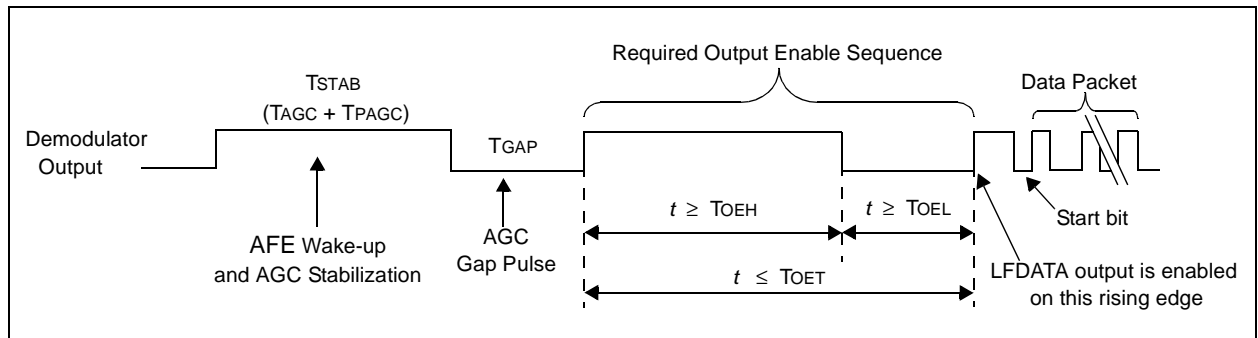 Required Output Enable Sequence
TSTAB
(TAGC + TPAGC)
Data Packet
Demodulator
Output
TGAP
t ≥ TOEH
t ≥ TOEL
Start bit
AFE Wake-up
and AGC Stabilization
AGC
Gap Pulse
t ≤ TOET
LFDATA output is enabled
on this rising edge